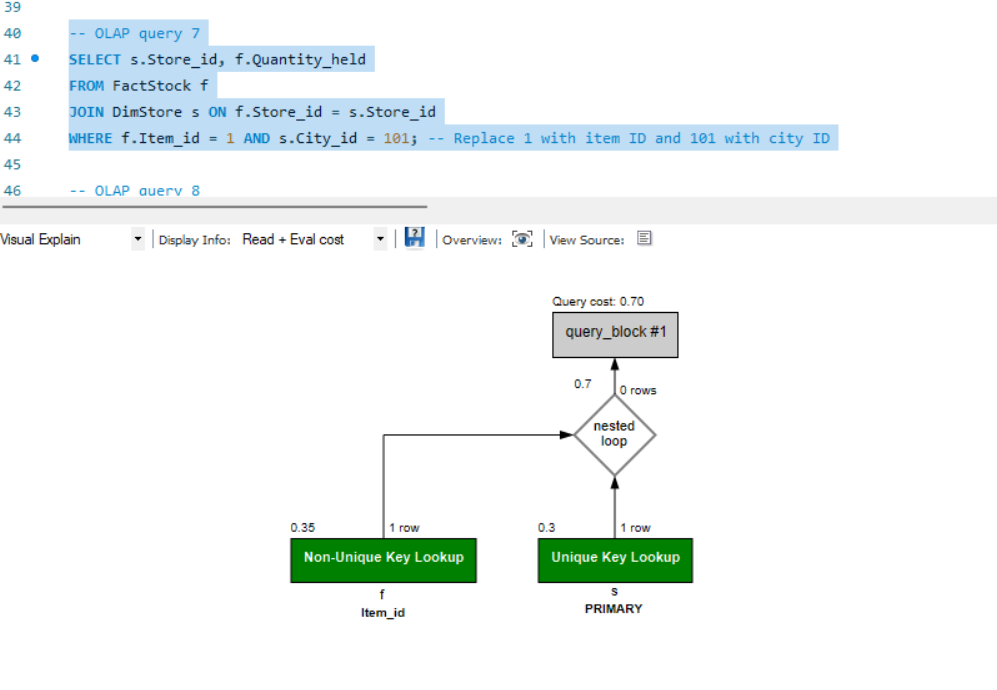 39
40 -- OLAP query 7
41 SELECT s.Store_id, f.Quantity_held
42 FROM FactStock f
43 JOIN DimStore s ON f.Store_id = s.Store_id
44 WHERE f.Item_id = 1 AND s.City_id = 101; -- Replace 1 with item ID and 101 with city ID
45
46 -- OLAP query 8
Visual Explain Display Info: Read + Eval cost Overview: View Source:
Query cost: 0.70
query_block #1
0.7 0 rows
nested
loop
0.35 1 row 0.3 1 row
Non-Unique Key Lookup Unique Key Lookup
f s
Item_id PRIMARY